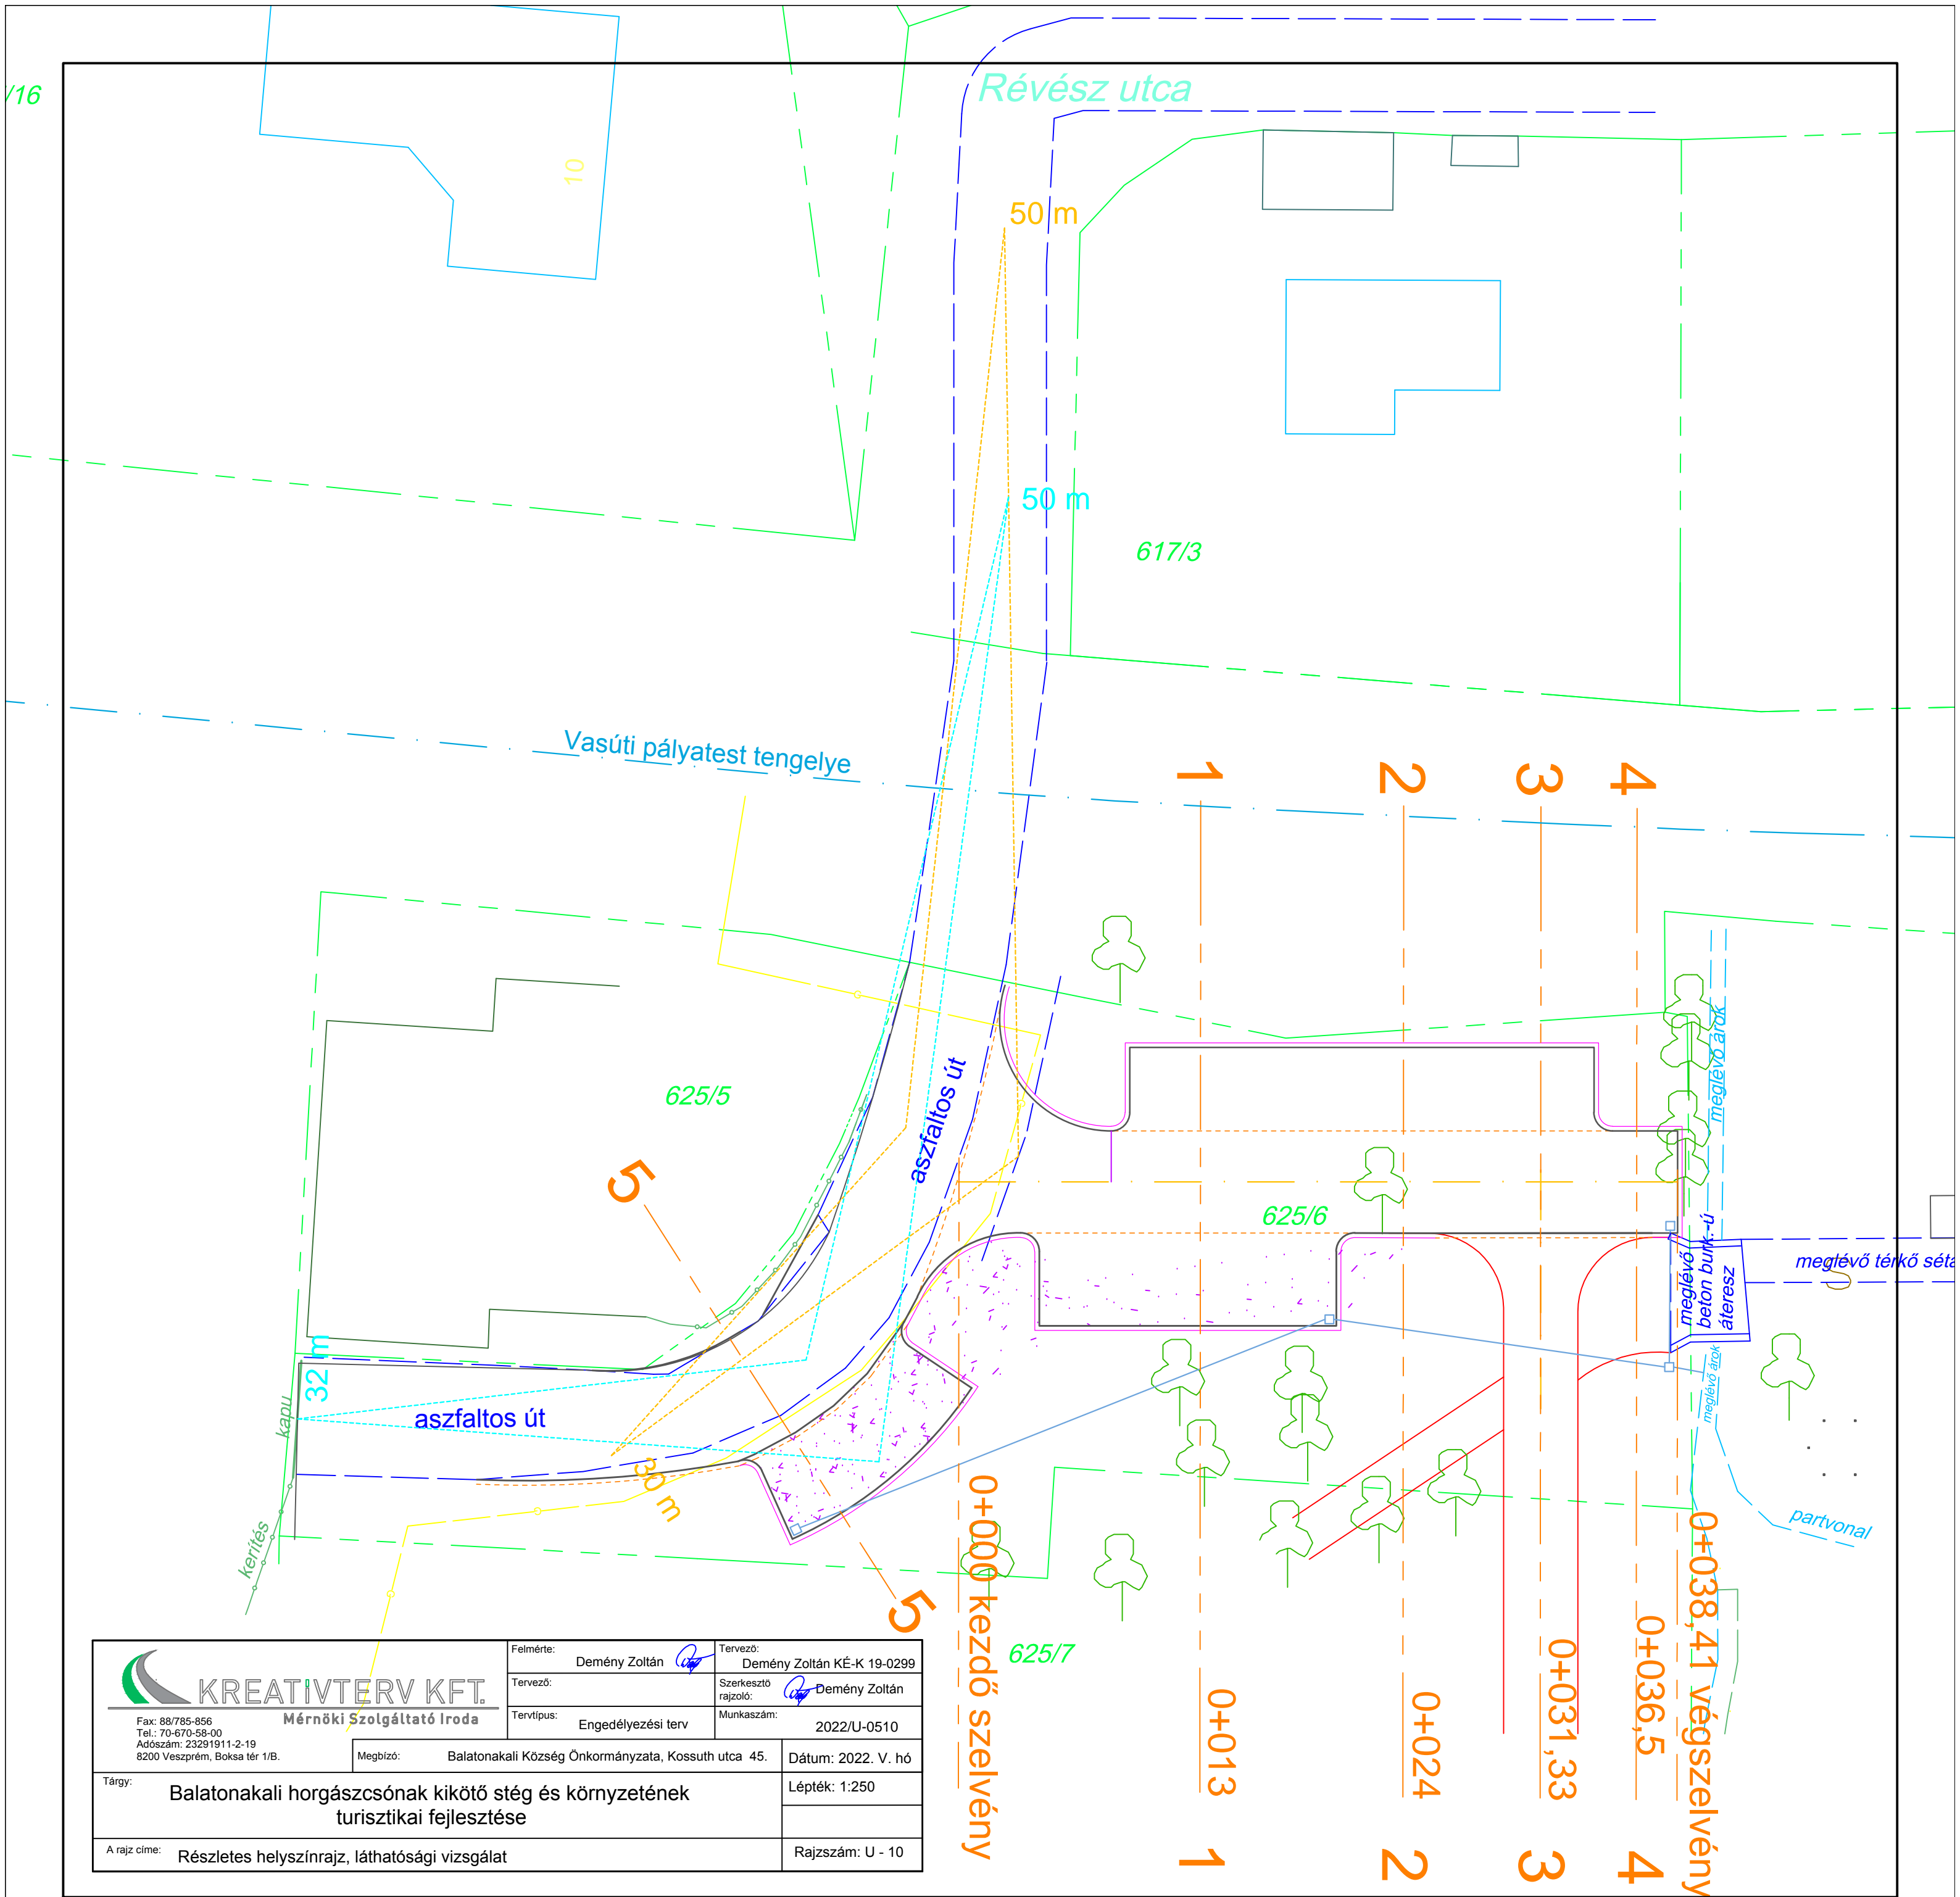 /16
Révész utca
10
50 m
50 m
617/3
Vasúti pályatest tengelye
1
2
3
4
625/5
aszfaltos út
meglévő árok
5
625/6
meglévő
beton burk.-ú
áteresz
meglévő térkő séta
32 m
kapu
aszfaltos út
meglévő árok
30 m
kerítés
partvonal
5
0+000 kezdő szelvény
0+013
0+024
0+031,33
0+036,5
0+038,41 végszelvény
625/7
1
2
3
4
KREATÍVTERV KFT.
Mérnöki Szolgáltató Iroda
Fax: 88/785-856
Tel.: 70-670-58-00
Adószám: 23291911-2-19
8200 Veszprém, Boksa tér 1/B.
Felmérte:
Demény Zoltán
Tervező:
Demény Zoltán KÉ-K 19-0299
Tervező:
Szerkesztő
rajzoló:
Demény Zoltán
Tervtípus:
Engedélyezési terv
Munkaszám:
2022/U-0510
Megbízó:
Balatonakali Község Önkormányzata, Kossuth utca 45.
Dátum: 2022. V. hó
Tárgy:
Balatonakali horgászcsónak kikötő stég és környzetének
turisztikai fejlesztése
Lépték: 1:250
A rajz címe:
Részletes helyszínrajz, láthatósági vizsgálat
Rajzszám: U - 10